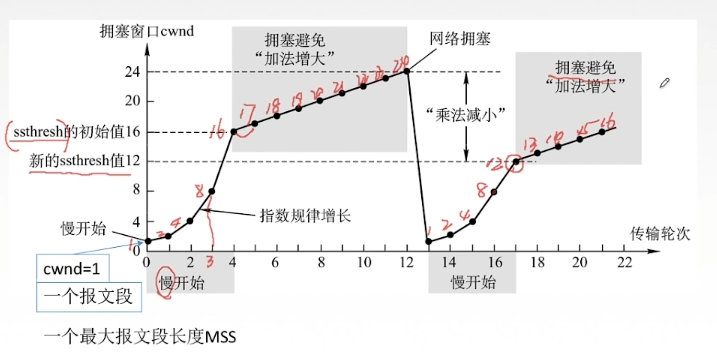 拥塞窗口cwnd
拥塞避免
“加法增大”
网络拥塞
拥塞避免
“加法增大”
24
20
ssthresh的初始值16
“乘法减小”
新的ssthresh值12
8
4
0
慢开始
指数规律增长
传输轮次
0 2 4 6 8 10 12 14 16 18 20 22
慢开始
慢开始
cwnd=1
一个报文段
一个最大报文段长度MSS
1 2 4 8 16 17 18 19 20 21 22 23 24
1 2 4 8 12 13 14 15 16
3